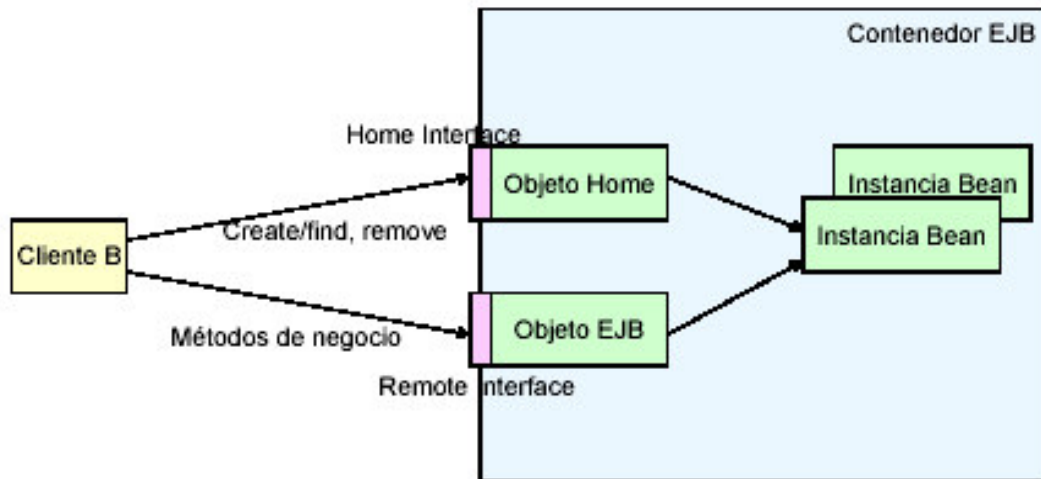 Contenedor EJB
Home Interface
Objeto Home
Instancia Bean
Create/find, remove
Instancia Bean
Cliente B
Métodos de negocio
Objeto EJB
Remote Interface